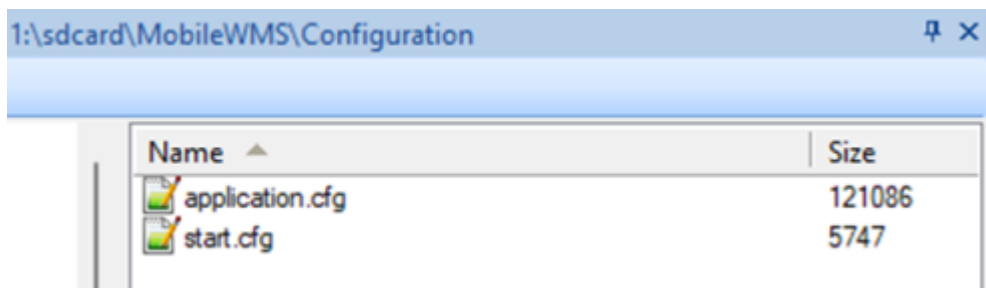 1:\sdcard\MobileWMS\Configuration
Name Size
application.cfg 121086
start.cfg 5747